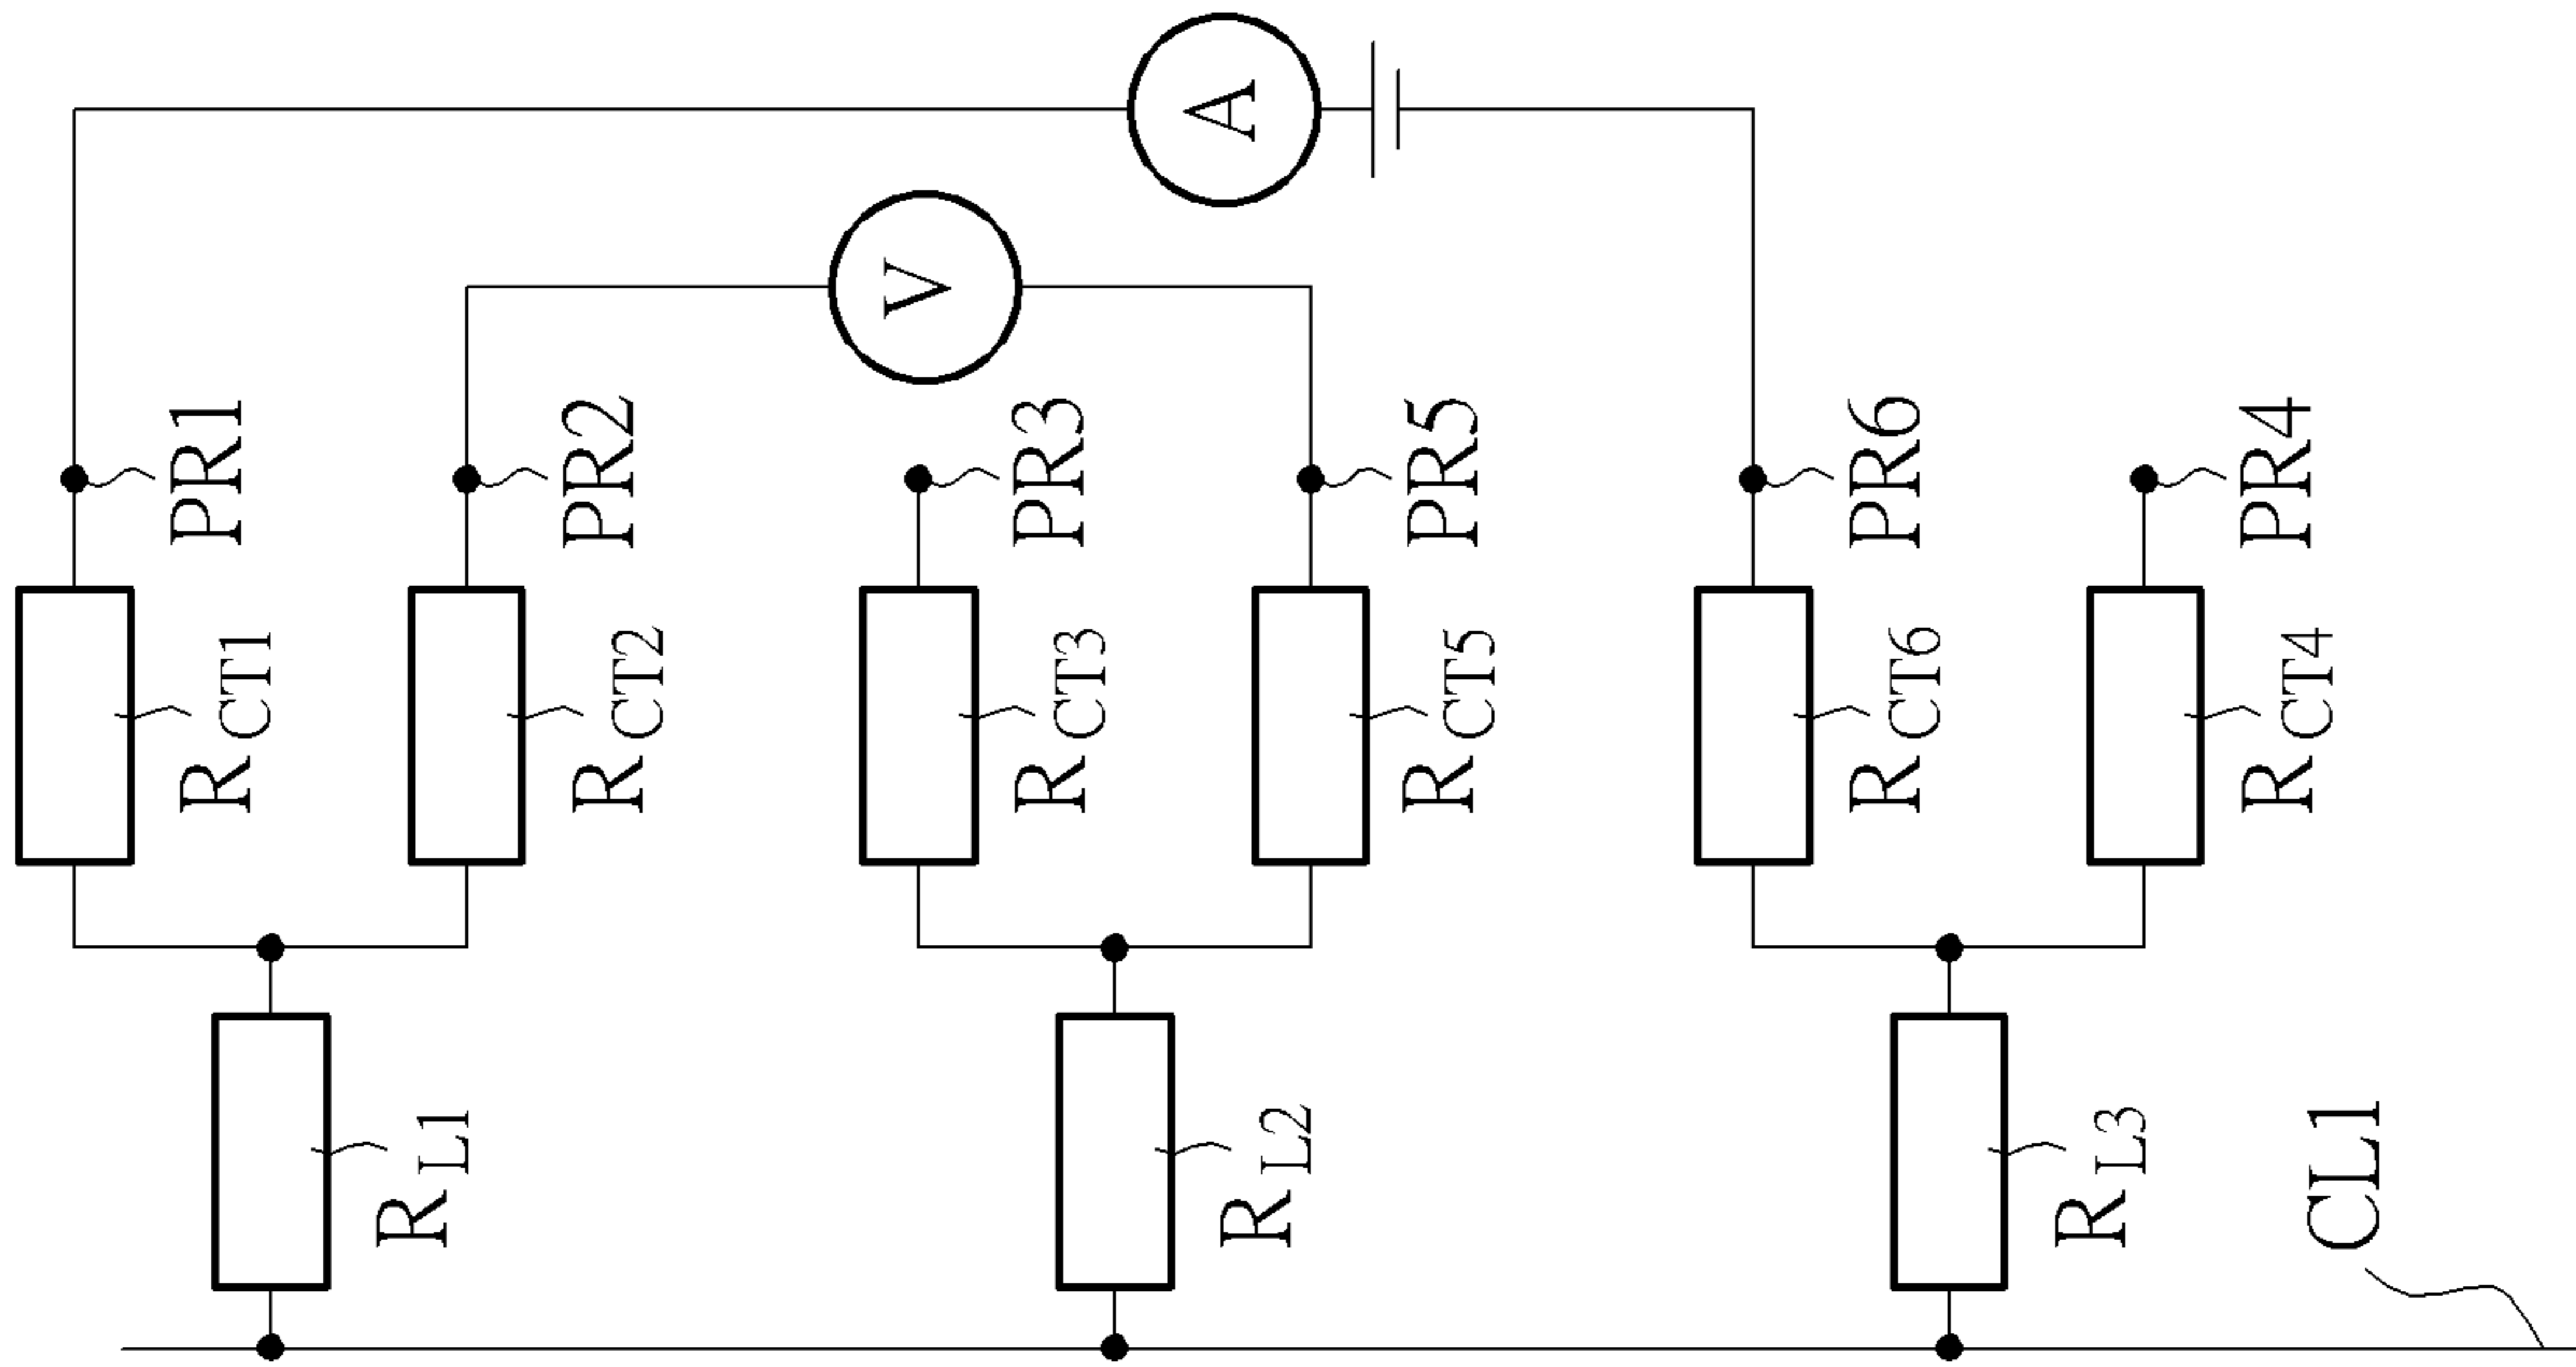 A
V
PR1
PR2
PR3
PR5
PR6
PR4
RCT1
RCT2
RCT3
RCT5
RCT6
RCT4
RL1
RL2
RL3
CL1